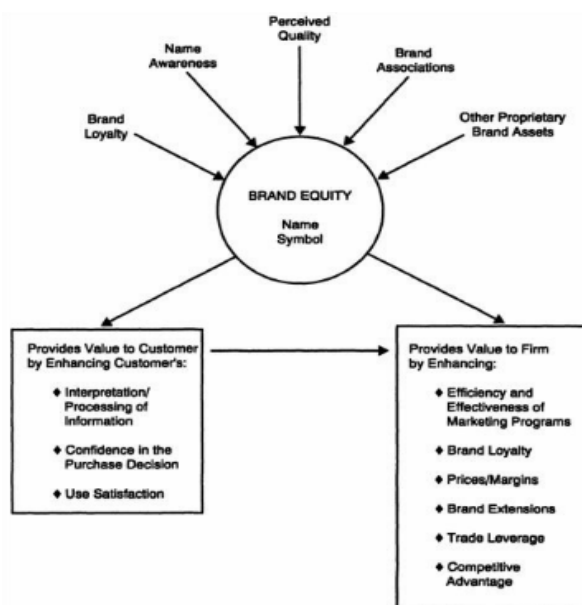 Perceived
Quality
Name
Awareness
Brand
Associations
Brand
Loyalty
Other Proprietary
Brand Assets
BRAND EQUITY
Name
Symbol
Provides Value to Customer
by Enhancing Customer's:
♦ Interpretation/
Processing of
Information
♦ Confidence in the
Purchase Decision
♦ Use Satisfaction
Provides Value to Firm
by Enhancing:
♦ Efficiency and
Effectiveness of
Marketing Programs
♦ Brand Loyalty
♦ Prices/Margins
♦ Brand Extensions
♦ Trade Leverage
♦ Competitive
Advantage